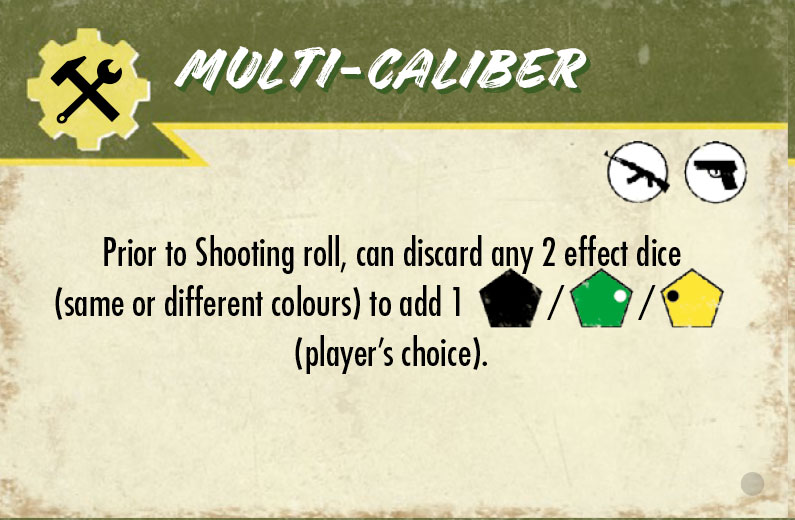 MULTI-CALIBER
Prior to Shooting roll, can discard any 2 effect dice
(same or different colours) to add 1 / /
(player's choice).